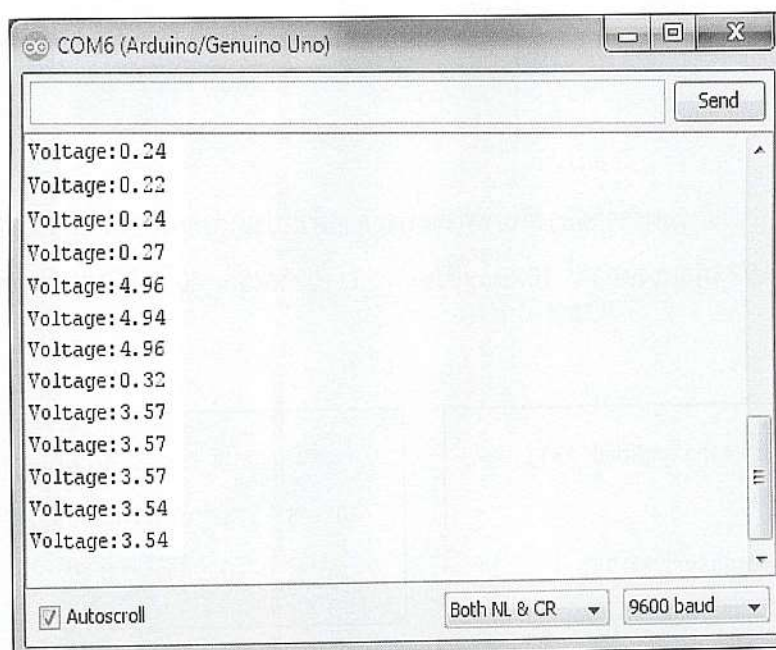 COM6 (Arduino/Genuino Uno)
Send
Voltage:0.24
Voltage:0.22
Voltage:0.24
Voltage:0.27
Voltage:4.96
Voltage:4.94
Voltage:4.96
Voltage:0.32
Voltage:3.57
Voltage:3.57
Voltage:3.57
Voltage:3.54
Voltage:3.54
Autoscroll
Both NL & CR
9600 baud